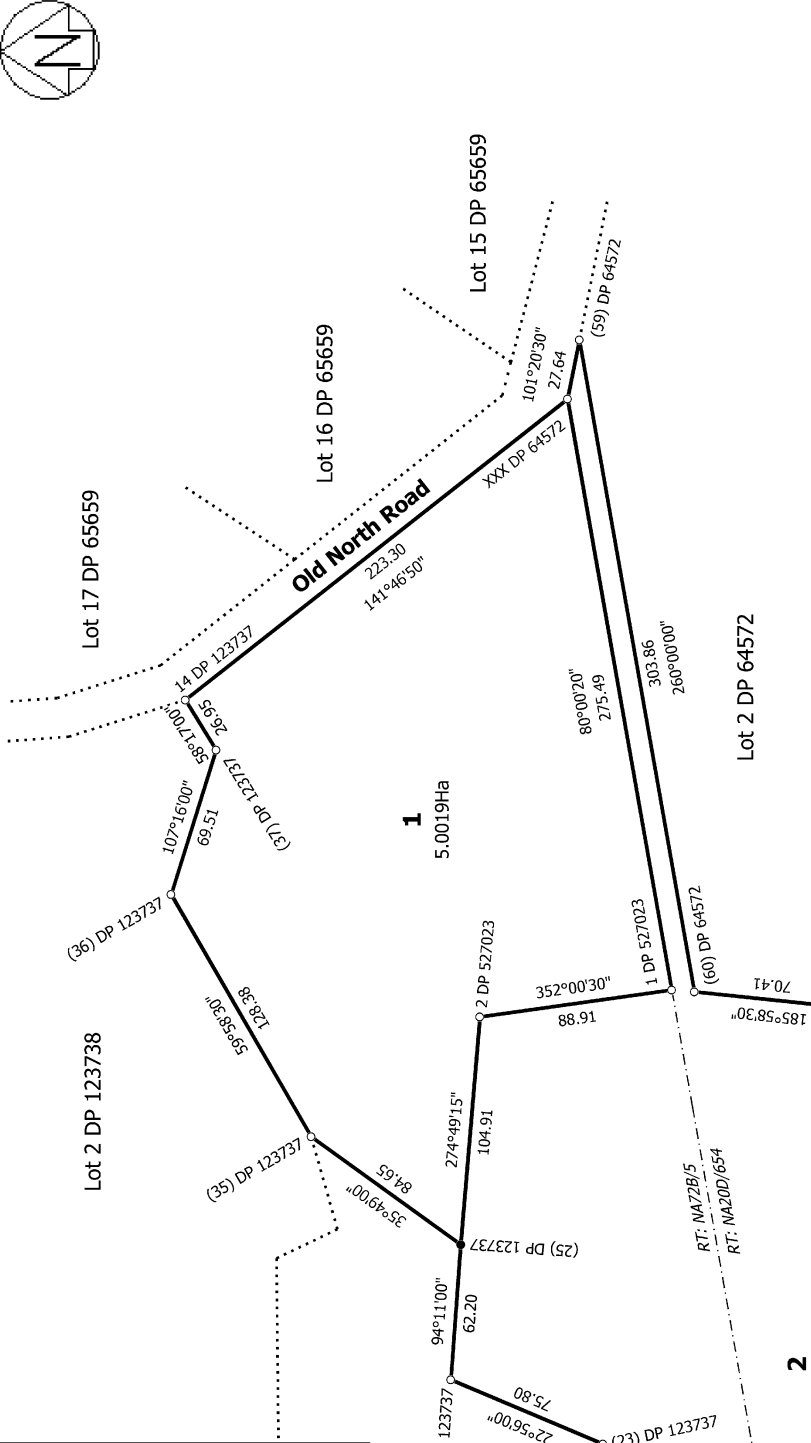 N
Lot 15 DP 65659
Lot 16 DP 65659
Lot 17 DP 65659
(59) DP 64572
101°20'30"
27.64
XXX DP 64572
Old North Road
223.30
141°46'50"
14 DP 123737
58°17'00"
26.95
(37) DP 123737
107°16'00"
69.51
(36) DP 123737
80°00'20"
275.49
303.86
260°00'00"
Lot 2 DP 64572
1
5.0019Ha
59°58'30"
128.38
Lot 2 DP 123738
(35) DP 123737
35°49'00"
84.65
2 DP 527023
352°00'30"
88.91
1 DP 527023
(60) DP 64572
70.41
185°58'30"
274°49'15"
104.91
(25) DP 123737
94°11'00"
62.20
RT: NA72B/5
RT: NA20D/654
2
123737
75.80
22°56'00"
(23) DP 123737